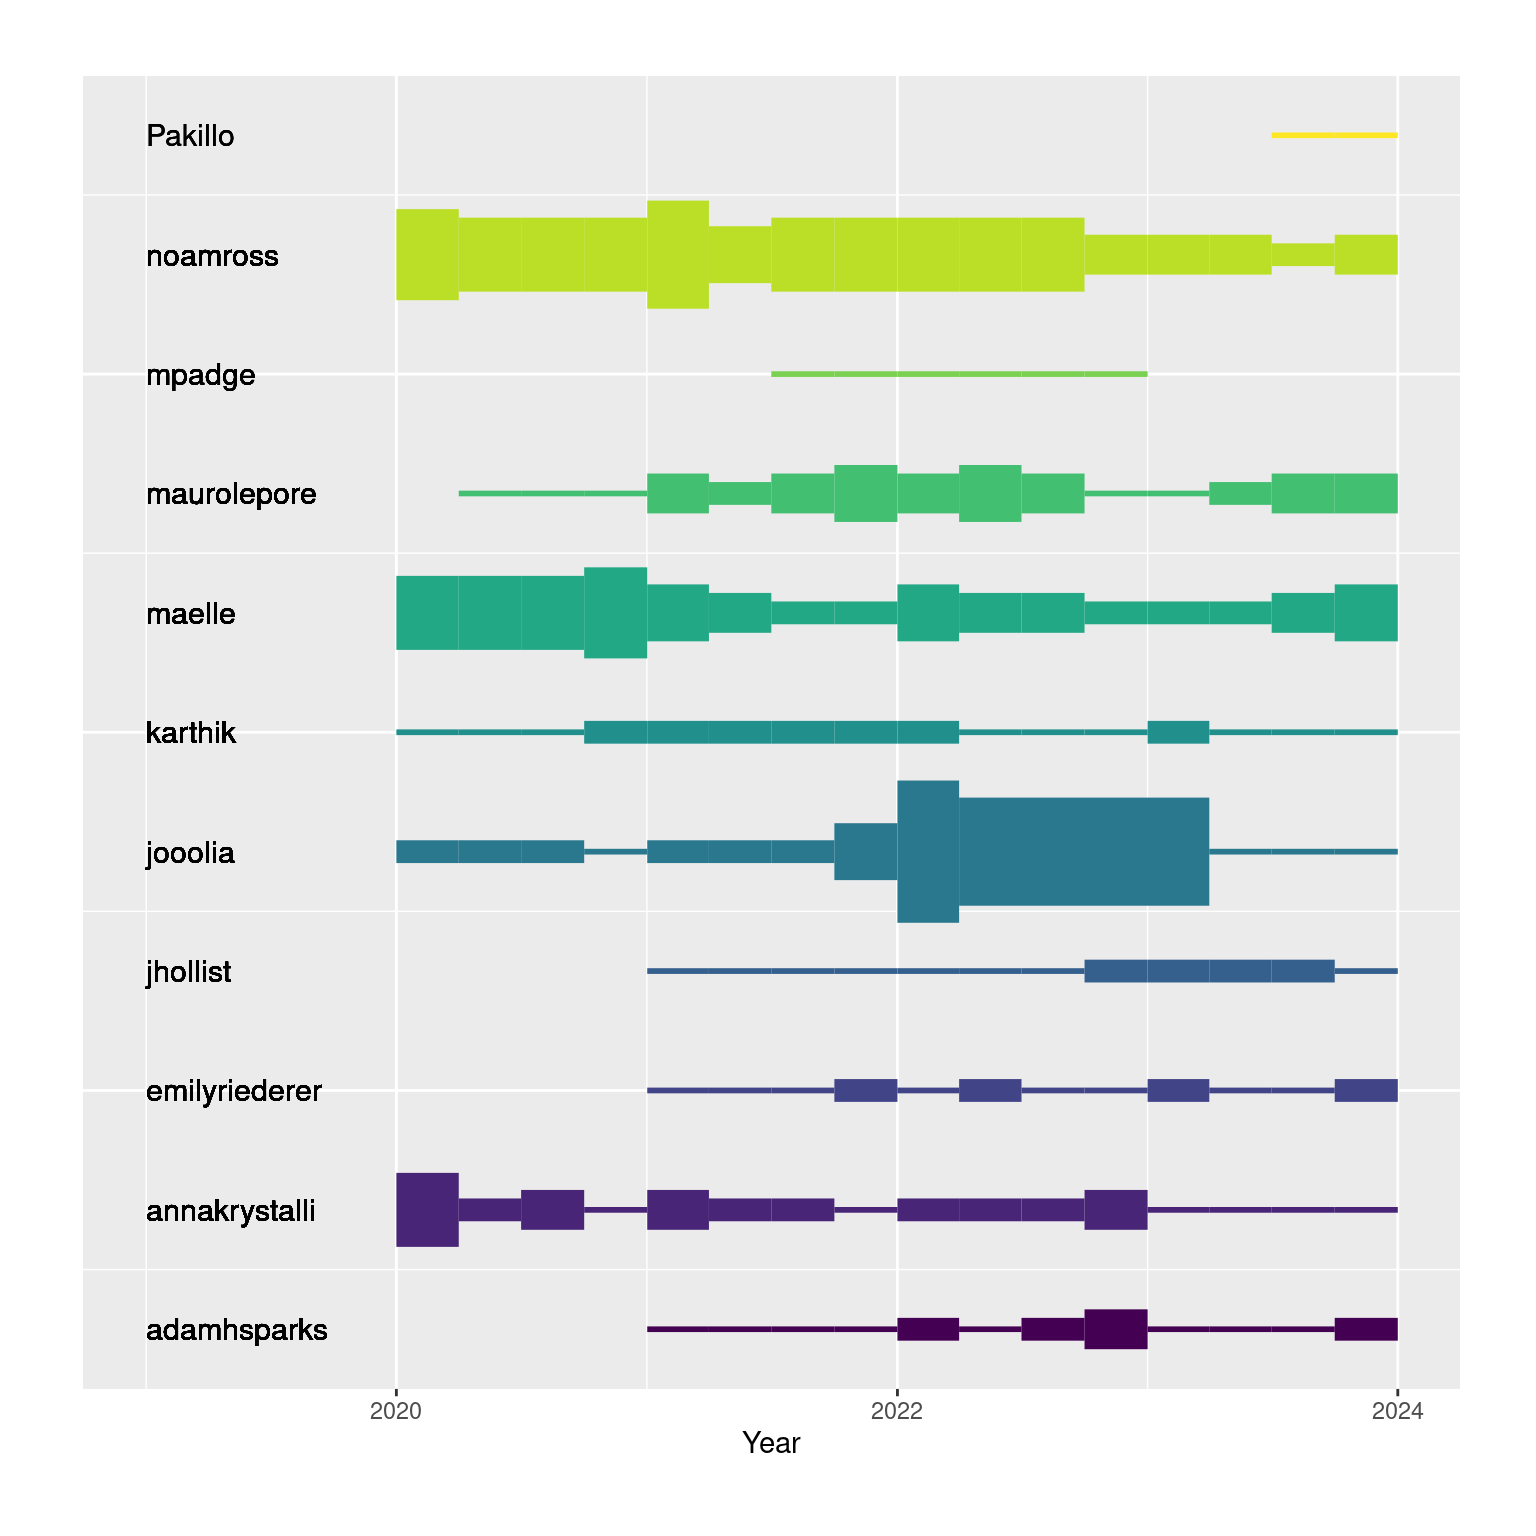 Pakillo
noamross
mpadge
maurolepore
maelle
karthik
jooolia
jhollist
emilyriederer
annakrystalli
adamhsparks
2020 2022 2024
Year